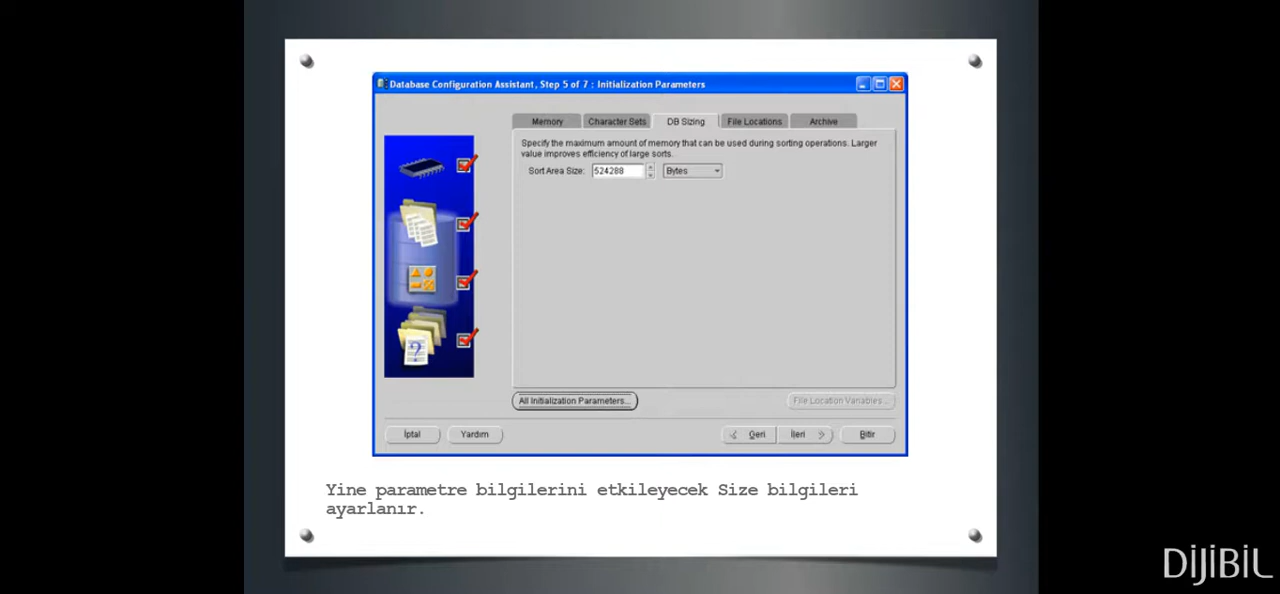 Database Configuration Assistant, Step 5 of 7 : Initialization Parameters
Memory
Character Sets
DB Sizing
File Locations
Archive
Specify the maximum amount of memory that can be used during sorting operations. Larger
value improves efficiency of large sorts.
Sort Area Size: 524288 Bytes
All Initialization Parameters...
File Location Variables...
İptal
Yardım
Geri
İleri
Bitir
Yine parametre bilgilerini etkileyecek Size bilgileri
ayarlanır.
DİJİBİL